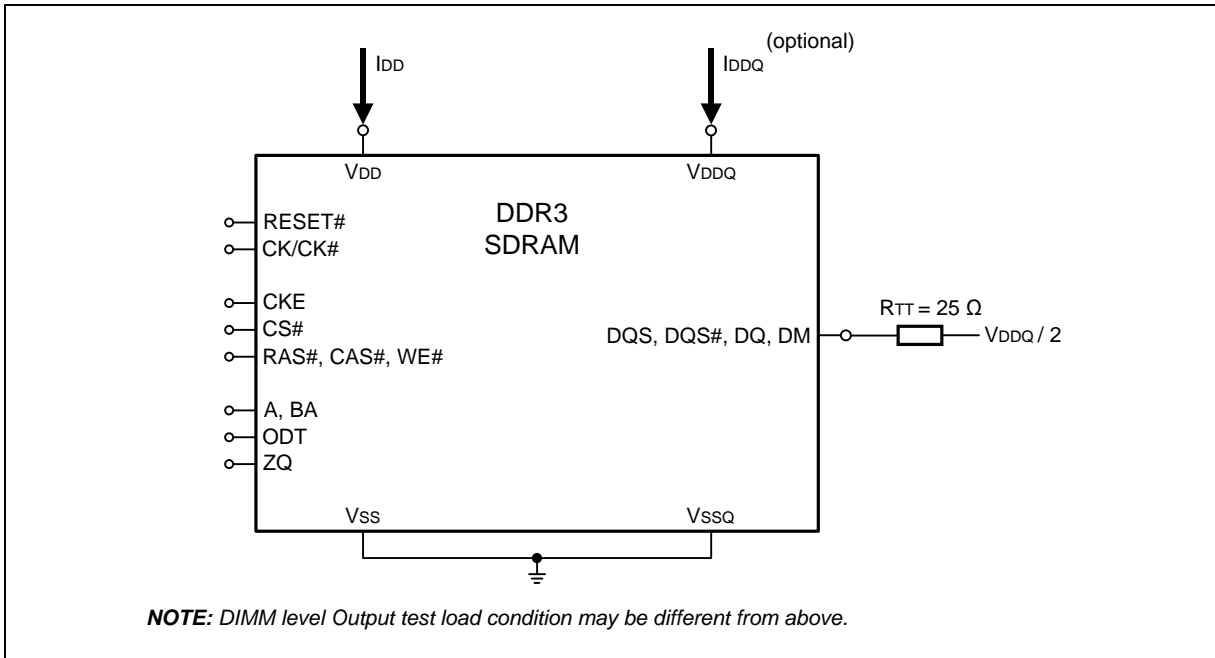 (optional)
IDD
IDDQ
VDD
VDDQ
DDR3
SDRAM
RESET#
CK/CK#
CKE
CS#
RAS#, CAS#, WE#
A, BA
ODT
ZQ
DQS, DQS#, DQ, DM
RTT = 25 Ω
VDDQ / 2
VSS
VSSQ
NOTE: DIMM level Output test load condition may be different from above.